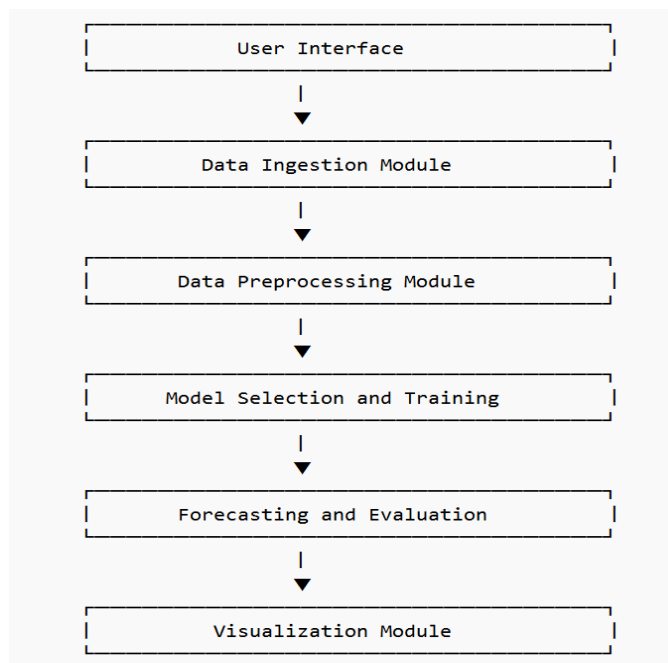 User Interface
Data Ingestion Module
Data Preprocessing Module
Model Selection and Training
Forecasting and Evaluation
Visualization Module